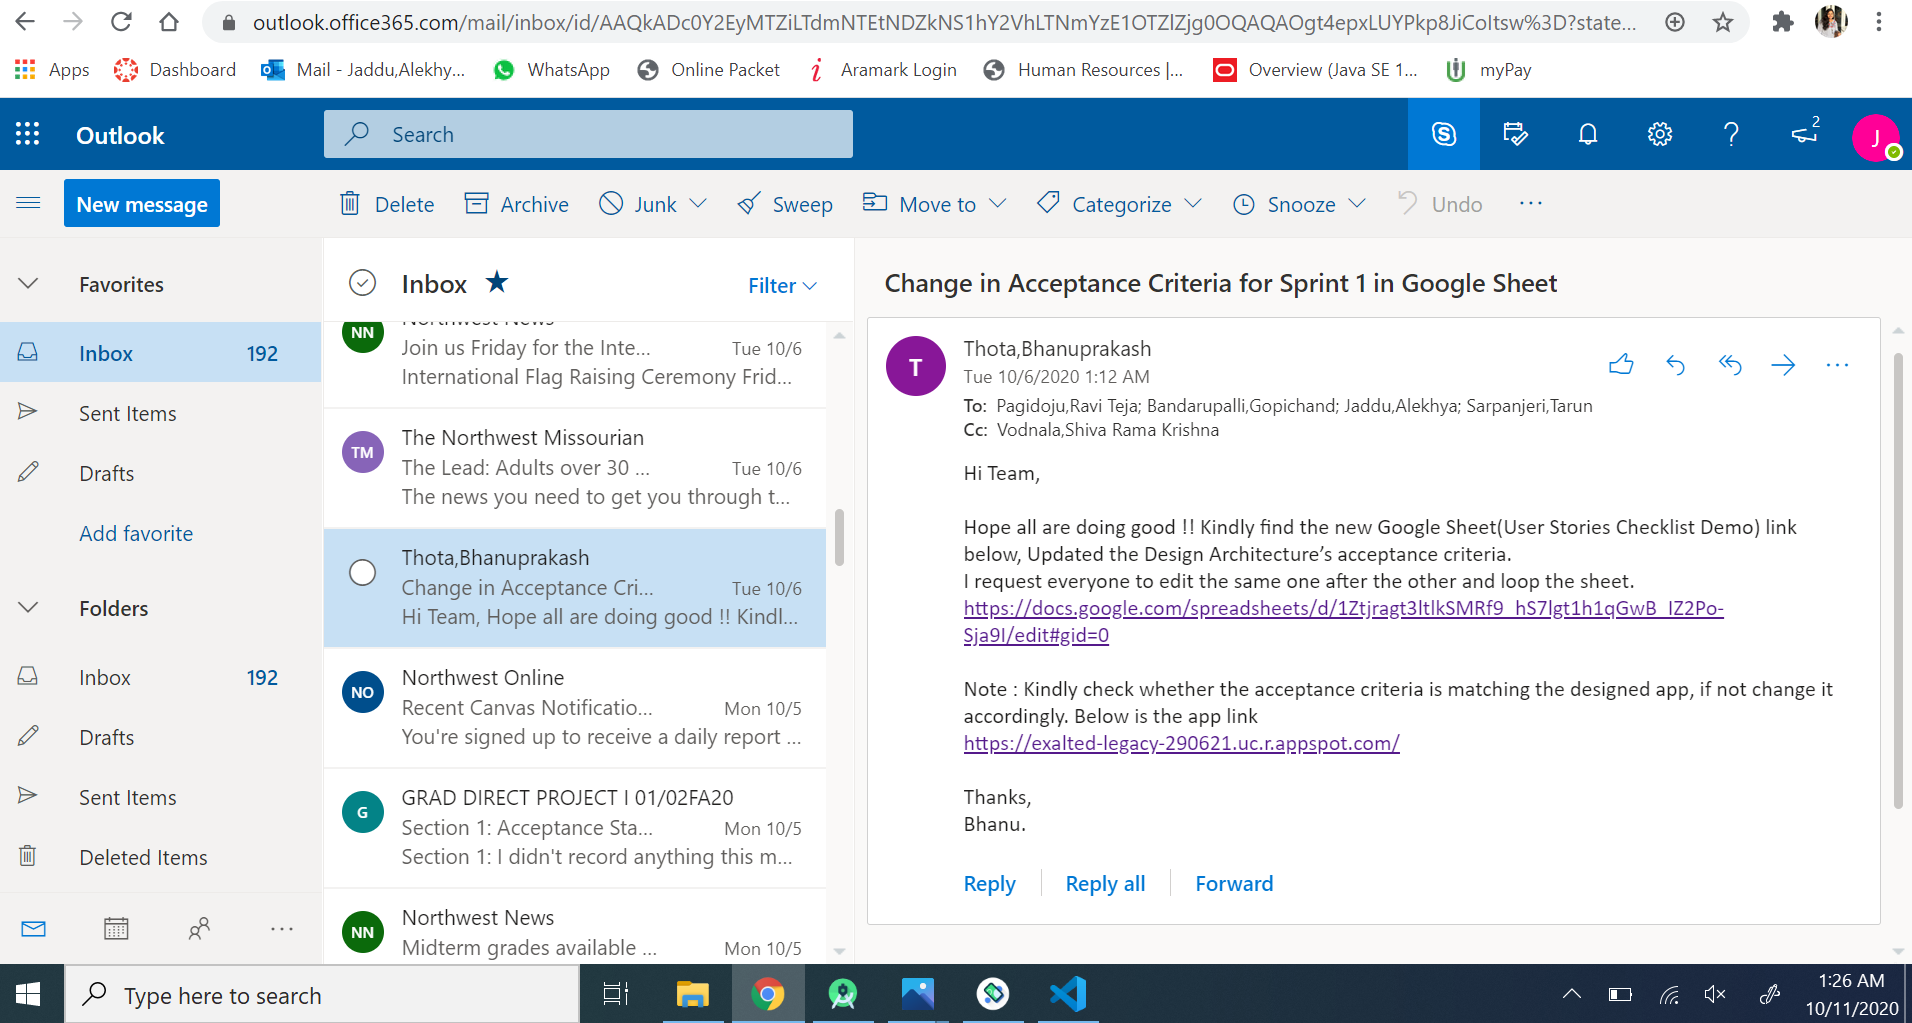 outlook.office365.com/mail/inbox/id/AAQkADc0Y2EyMTZiLTdmNTEtNDZkNS1hY2VhLTNmYzE1OTZlZjg0OQAQAOgt4epxLUYPkp8JiCoItsw%3D?state...
Apps Dashboard Mail - Jaddu,Alekhy... WhatsApp Online Packet Aramark Login Human Resources |... Overview (Java SE 1... myPay
Outlook
Search
2
J
New message
Delete Archive Junk Sweep Move to Categorize Snooze Undo ...
Favorites
Inbox 192
Sent Items
Drafts
Add favorite
Folders
Inbox 192
Drafts
Sent Items
Deleted Items
Inbox
Filter
NN
Northwest News
Join us Friday for the Inte... Tue 10/6
International Flag Raising Ceremony Frid...
TM
The Northwest Missourian
The Lead: Adults over 30 ... Tue 10/6
The news you need to get you through t...
Thota,Bhanuprakash
Change in Acceptance Cri... Tue 10/6
Hi Team, Hope all are doing good !! Kindl...
NO
Northwest Online
Recent Canvas Notificatio... Mon 10/5
You're signed up to receive a daily report ...
G
GRAD DIRECT PROJECT I 01/02FA20
Section 1: Acceptance Sta... Mon 10/5
Section 1: I didn't record anything this m...
NN
Northwest News
Midterm grades available ... Mon 10/5
Change in Acceptance Criteria for Sprint 1 in Google Sheet
T
Thota,Bhanuprakash
Tue 10/6/2020 1:12 AM
To: Pagidoju,Ravi Teja; Bandarupalli,Gopichand; Jaddu,Alekhya; Sarpanjeri,Tarun
Cc: Vodnala,Shiva Rama Krishna
Hi Team,
Hope all are doing good !! Kindly find the new Google Sheet(User Stories Checklist Demo) link
below, Updated the Design Architecture’s acceptance criteria.
I request everyone to edit the same one after the other and loop the sheet.
https://docs.google.com/spreadsheets/d/1Ztjragt3ltlkSMRf9_hS7lgt1h1qGwB_IZ2Po-
Sja9I/edit#gid=0
Note : Kindly check whether the acceptance criteria is matching the designed app, if not change it
accordingly. Below is the app link
https://exalted-legacy-290621.uc.r.appspot.com/
Thanks,
Bhanu.
Reply Reply all Forward
Type here to search
1:26 AM
10/11/2020